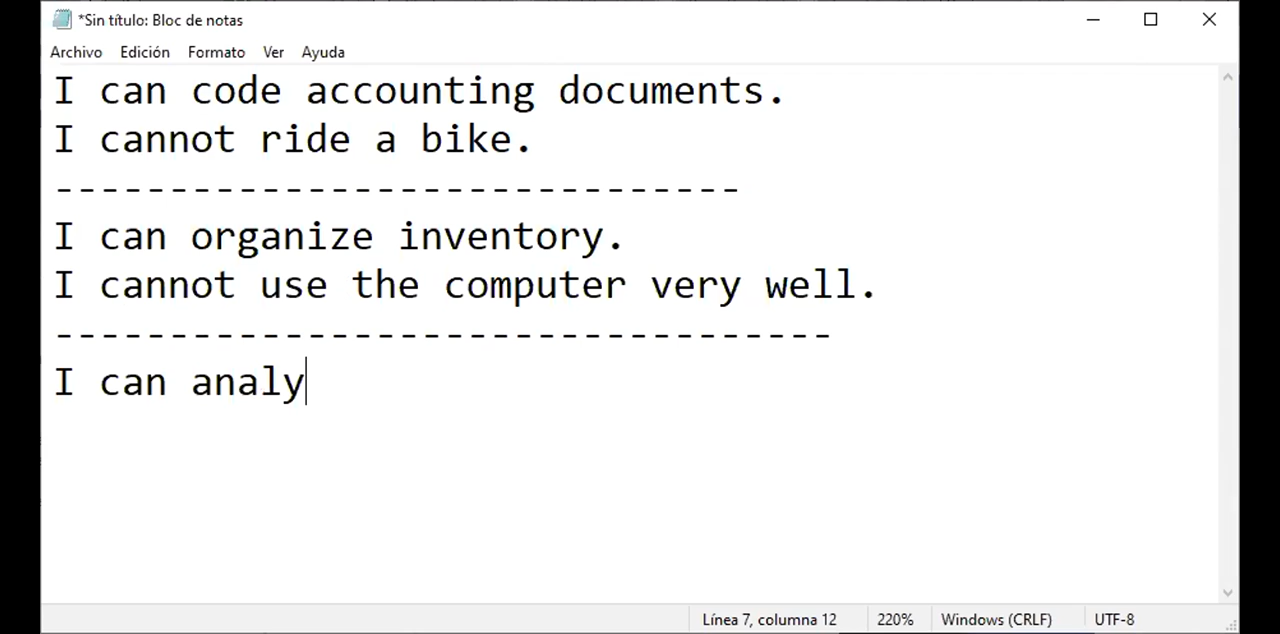 *Sin título: Bloc de notas
Archivo Edición Formato Ver Ayuda
I can code accounting documents.
I cannot ride a bike.
------------------------------
I can organize inventory.
I cannot use the computer very well.
----------------------------------
I can analy
Línea 7, columna 12 220% Windows (CRLF) UTF-8